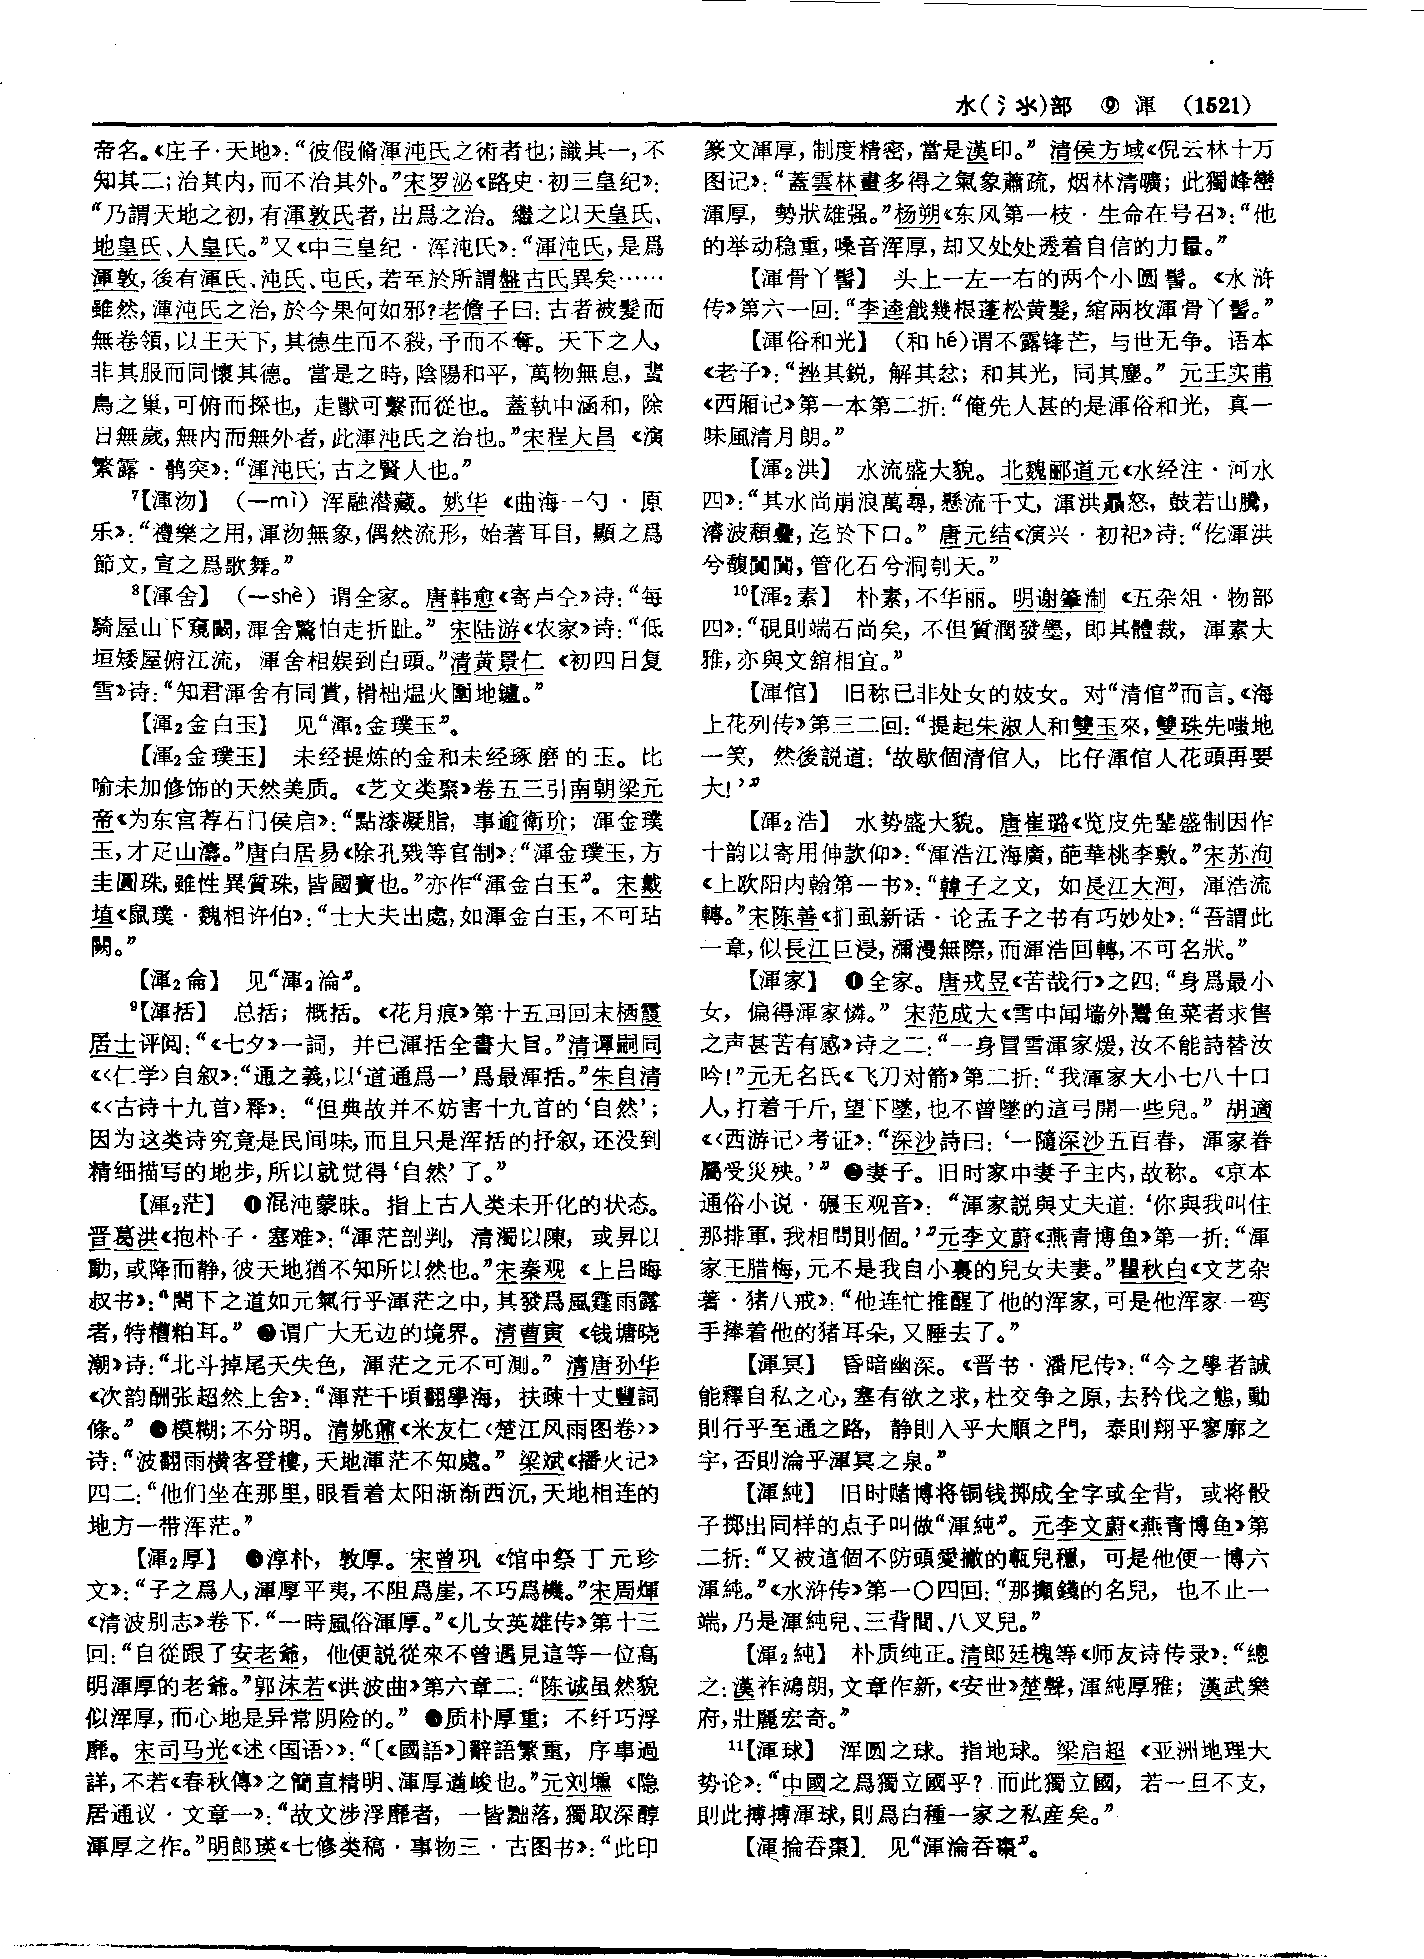 水(氵氺)部　⑨　渾　(1521)
帝名。《庄子·天地》：“彼假脩渾沌氏之術者也；識其一，不
知其二；治其内，而不治其外。”宋罗泌《路史·初三皇纪》：
“乃謂天地之初，有渾敦氏者，出爲之治。繼之以天皇氏、
地皇氏、人皇氏。”又《中三皇纪·浑沌氏》：“渾沌氏，是爲
渾敦，後有渾氏、沌氏、屯氏，若至於所謂盤古氏異矣……
雖然，渾沌氏之治，於今果何如邪？老儋子曰：古者被髮而
無卷領，以王天下，其德生而不殺，予而不奪。天下之人，
非其服而同懷其德。當是之時，陰陽和平，萬物無息，蜚
鳥之巢，可俯而探也，走獸可繫而從也。蓋執中涵和，除
日無歲，無内而無外者，此渾沌氏之治也。”宋程大昌《演
繁露·鹘突》：“渾沌氏，古之賢人也。”
⁷【渾沕】（—mì）浑融潜藏。姚华《曲海一勺·原
乐》：“禮樂之用，渾沕無象，偶然流形，始著耳目，顯之爲
節文，宣之爲歌舞。”
⁸【渾舍】（—shè）谓全家。唐韩愈《寄卢仝》诗：“每
騎屋山下窺闞，渾舍驚怕走折趾。”宋陆游《农家》诗：“低
垣矮屋俯江流，渾舍相娱到白頭。”清黄景仁《初四日复
雪》诗：“知君渾舍有同賞，榾柮煴火圍地鑪。”
【渾₂金白玉】　见“渾₂金璞玉”。
【渾₂金璞玉】　未经提炼的金和未经琢磨的玉。比
喻未加修饰的天然美质。《艺文类聚》卷五三引南朝梁元
帝《为东宫荐石门侯启》：“點漆凝脂，事逾衛玠；渾金璞
玉，才疋山濤。”唐白居易《除孔戣等官制》：“渾金璞玉，方
圭圓珠，雖性異質珠，皆國寶也。”亦作“渾金白玉”。宋戴
埴《鼠璞·魏相许伯》：“士大夫出處，如渾金白玉，不可玷
闕。”
【渾₂侖】　见“渾₂淪”。
⁹【渾括】　总括；概括。《花月痕》第十五回回末栖霞
居士评阅：“《七夕》一詞，并已渾括全書大旨。”清谭嗣同
《〈仁学〉自叙》：“通之義，以‘道通爲一’爲最渾括。”朱自清
《〈古诗十九首〉释》：“但典故并不妨害十九首的‘自然’；
因为这类诗究竟是民间味，而且只是浑括的抒叙，还没到
精细描写的地步，所以就觉得‘自然’了。”
【渾₂茫】　❶混沌蒙昧。指上古人类未开化的状态。
晋葛洪《抱朴子·塞难》：“渾茫剖判，清濁以陳，或昇以
動，或降而静，彼天地猶不知所以然也。”宋秦观《上吕晦
叔书》：“閣下之道如元氣行乎渾茫之中，其發爲風霆雨露
者，特糟粕耳。”❷谓广大无边的境界。清曹寅《钱塘晓
潮》诗：“北斗掉尾天失色，渾茫之元不可測。”清唐孙华
《次韵酬张超然上舍》：“渾茫千頃翻學海，扶疎十丈豐詞
條。”❸模糊；不分明。清姚鼐《米友仁〈楚江风雨图卷〉》
诗：“波翻雨横客登樓，天地渾茫不知處。”梁斌《播火记》
四二：“他们坐在那里，眼看着太阳渐渐西沉，天地相连的
地方一带浑茫。”
【渾₂厚】　❶淳朴，敦厚。宋曾巩《馆中祭丁元珍
文》：“子之爲人，渾厚平夷，不阻爲崖，不巧爲機。”宋周煇
《清波别志》卷下：“一時風俗渾厚。”《儿女英雄传》第十三
回：“自從跟了安老爺，他便説從來不曾遇見這等一位高
明渾厚的老爺。”郭沫若《洪波曲》第六章二：“陈诚虽然貌
似浑厚，而心地是异常阴险的。”❷质朴厚重；不纤巧浮
靡。宋司马光《述〈国语〉》：“〔《國語》〕辭語繁重，序事過
詳，不若《春秋傳》之簡直精明、渾厚遒峻也。”元刘壎《隐
居通议·文章一》：“故文涉浮靡者，一皆黜落，獨取深醇
渾厚之作。”明郎瑛《七修类稿·事物三·古图书》：“此印
篆文渾厚，制度精密，當是漢印。”清侯方域《倪云林十万
图记》：“蓋雲林畫多得之氣象蕭疏，烟林清曠；此獨峰巒
渾厚，勢狀雄强。”杨朔《东风第一枝·生命在号召》：“他
的举动稳重，嗓音浑厚，却又处处透着自信的力量。”
【渾骨丫髻】　头上一左一右的两个小圆髻。《水浒
传》第六一回：“李逵戧幾根蓬松黄髮，綰兩枚渾骨丫髻。”
【渾俗和光】（和hé）谓不露锋芒，与世无争。语本
《老子》：“挫其鋭，解其忿；和其光，同其塵。”元王实甫
《西厢记》第一本第二折：“俺先人甚的是渾俗和光，真一
味風清月朗。”
【渾₂洪】　水流盛大貌。北魏郦道元《水经注·河水
四》：“其水尚崩浪萬尋，懸流千丈，渾洪贔怒，鼓若山騰，
濬波頹疊，迄於下口。”唐元结《演兴·初祀》诗：“仡渾洪
兮馥闐闐，管化石兮洞刳天。”
¹⁰【渾₂素】　朴素，不华丽。明谢肇淛《五杂俎·物部
四》：“硯則端石尚矣，不但質潤發墨，即其體裁，渾素大
雅，亦與文舘相宜。”
【渾倌】　旧称已非处女的妓女。对“清倌”而言。《海
上花列传》第三二回：“提起朱淑人和雙玉來，雙珠先嗤地
一笑，然後説道：‘故歇個清倌人，比仔渾倌人花頭再要
大！’”
【渾₂浩】　水势盛大貌。唐崔璐《览皮先辈盛制因作
十韵以寄用伸款仰》：“渾浩江海廣，葩華桃李敷。”宋苏洵
《上欧阳内翰第一书》：“韓子之文，如長江大河，渾浩流
轉。”宋陈善《扪虱新话·论孟子之书有巧妙处》：“吾謂此
一章，似長江巨浸，瀰漫無際，而渾浩回轉，不可名狀。”
【渾家】　❶全家。唐戎昱《苦哉行》之四：“身爲最小
女，偏得渾家憐。”宋范成大《雪中闻墙外鬻鱼菜者求售
之声甚苦有感》诗之二：“一身冒雪渾家煖，汝不能詩替汝
吟！”元无名氏《飞刀对箭》第二折：“我渾家大小七八十口
人，打着千斤，望下墜，也不曾墜的這弓開一些兒。”胡適
《〈西游记〉考证》：“深沙詩曰：‘一隨深沙五百春，渾家眷
屬受災殃。’”❷妻子。旧时家中妻子主内，故称。《京本
通俗小说·碾玉观音》：“渾家説與丈夫道：‘你與我叫住
那排軍，我相問則個。’”元李文蔚《燕青博鱼》第一折：“渾
家王腊梅，元不是我自小裏的兒女夫妻。”瞿秋白《文艺杂
著·猪八戒》：“他连忙推醒了他的浑家，可是他浑家一弯
手捧着他的猪耳朵，又睡去了。”
【渾冥】　昏暗幽深。《晋书·潘尼传》：“今之學者誠
能釋自私之心，塞有欲之求，杜交争之原，去矜伐之態，動
則行乎至通之路，静則入乎大順之門，泰則翔乎寥廓之
宇，否則淪乎渾冥之泉。”
【渾純】　旧时赌博将铜钱掷成全字或全背，或将骰
子掷出同样的点子叫做“渾純”。元李文蔚《燕青博鱼》第
二折：“又被這個不防頭愛撇的甎兒穩，可是他便一博六
渾純。”《水浒传》第一〇四回：“那攧錢的名兒，也不止一
端，乃是渾純兒、三背間、八叉兒。”
【渾₂純】　朴质纯正。清郎廷槐等《师友诗传录》：“總
之：漢祚鴻朗，文章作新，《安世》楚聲，渾純厚雅；漢武樂
府，壯麗宏奇。”
¹¹【渾球】　浑圆之球。指地球。梁启超《亚洲地理大
势论》：“中國之爲獨立國乎？而此獨立國，若一旦不支，
則此摶摶渾球，則爲白種一家之私産矣。”
【渾掄吞棗】　见“渾淪吞棗”。